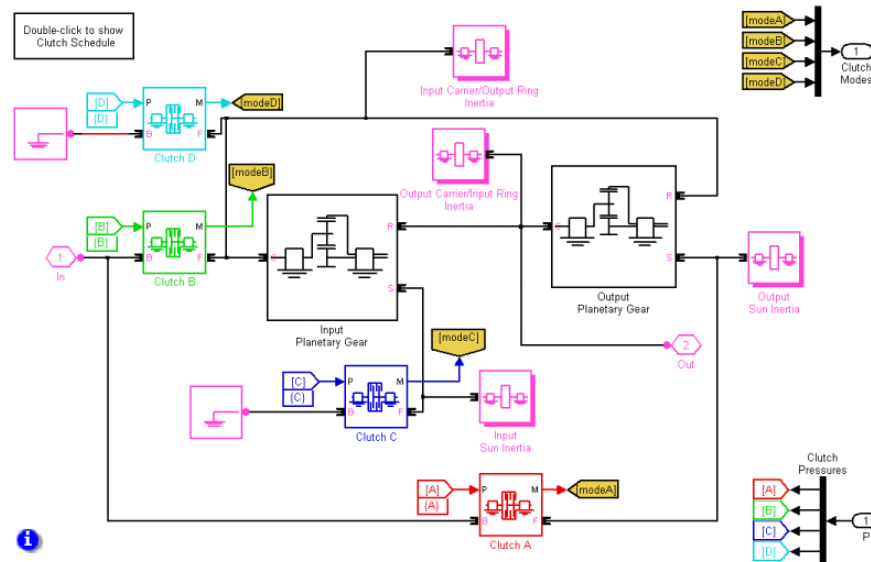 Double-click to show
Clutch Schedule
[modeA]
[modeB]
[modeC]
[modeD]
1
Clutch
Modes
Input Carrier/Output Ring
Inertia
[D]
{D}
P
M
B
F
[modeD]
Clutch D
Output Carrier/Input Ring
Inertia
[modeB]
[B]
{B}
P
M
B
F
Clutch B
1
In
R
S
Input
Planetary Gear
R
S
Output
Planetary Gear
Output
Sun Inertia
2
Out
[modeC]
[C]
{C}
P
M
B
F
Clutch C
Input
Sun Inertia
[A]
{A}
P
M
B
F
[modeA]
Clutch A
Clutch
Pressures
[A]
[B]
[C]
[D]
1
P
i